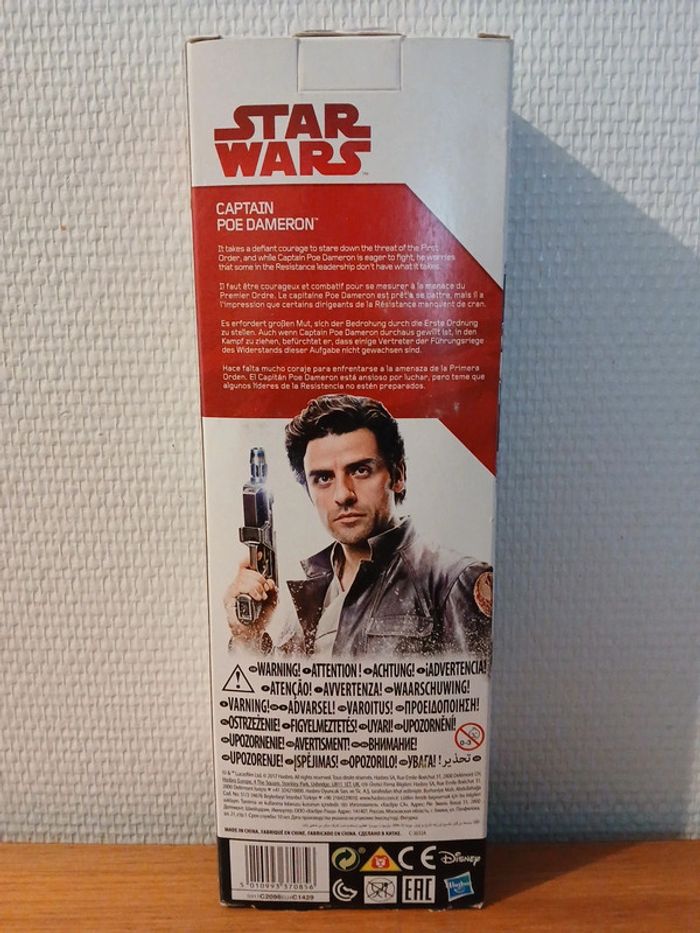 STAR
WARS
CAPTAIN
POE DAMERON™
It takes a defiant courage to stare down the threat of the First
Order, and while Captain Poe Dameron is eager to fight, he worries
that some in the Resistance leadership don't have what it takes.
Il faut être courageux et combatif pour se mesurer à la menace du
Premier Ordre. Le capitaine Poe Dameron est prêt à se battre, mais il a
l'impression que certains dirigeants de la Résistance manquent de cran.
Es erfordert großen Mut, sich der Bedrohung durch die Erste Ordnung
zu stellen. Auch wenn Captain Poe Dameron durchaus gewillt ist, in den
Kampf zu ziehen, befürchtet er, dass einige Vertreter der Führungsriege
des Widerstands dieser Aufgabe nicht gewachsen sind.
Hace falta mucho coraje para enfrentarse a la amenaza de la Primera
Orden. El Capitán Poe Dameron está ansioso por luchar, pero teme que
algunos líderes de la Resistencia no estén preparados.
WARNING! ATTENTION! ACHTUNG! ¡ADVERTENCIA!
ATENÇÃO! AVVERTENZA! WAARSCHUWING!
VARNING! ADVARSEL! VAROITUS! ΠΡΟΕΙΔΟΠΟΙΗΣΗ!
OSTRZEŻENIE! FIGYELMEZTETÉS! UYARI! UPOZORNĚNÍ!
UPOZORNENIE! AVERTISMENT! ВНИМАНИЕ!
UPOZORENJE! ĮSPĖJIMAS! OPOZORILO! УВАГА! تحذير!
0-3
MADE IN CHINA. FABRIQUÉ EN CHINE. FABRICADO EN CHINA. СДЕЛАНО В КИТАЕ.
5 010993 370856
C2098 C1429
CE
Disney
EAC
Hasbro